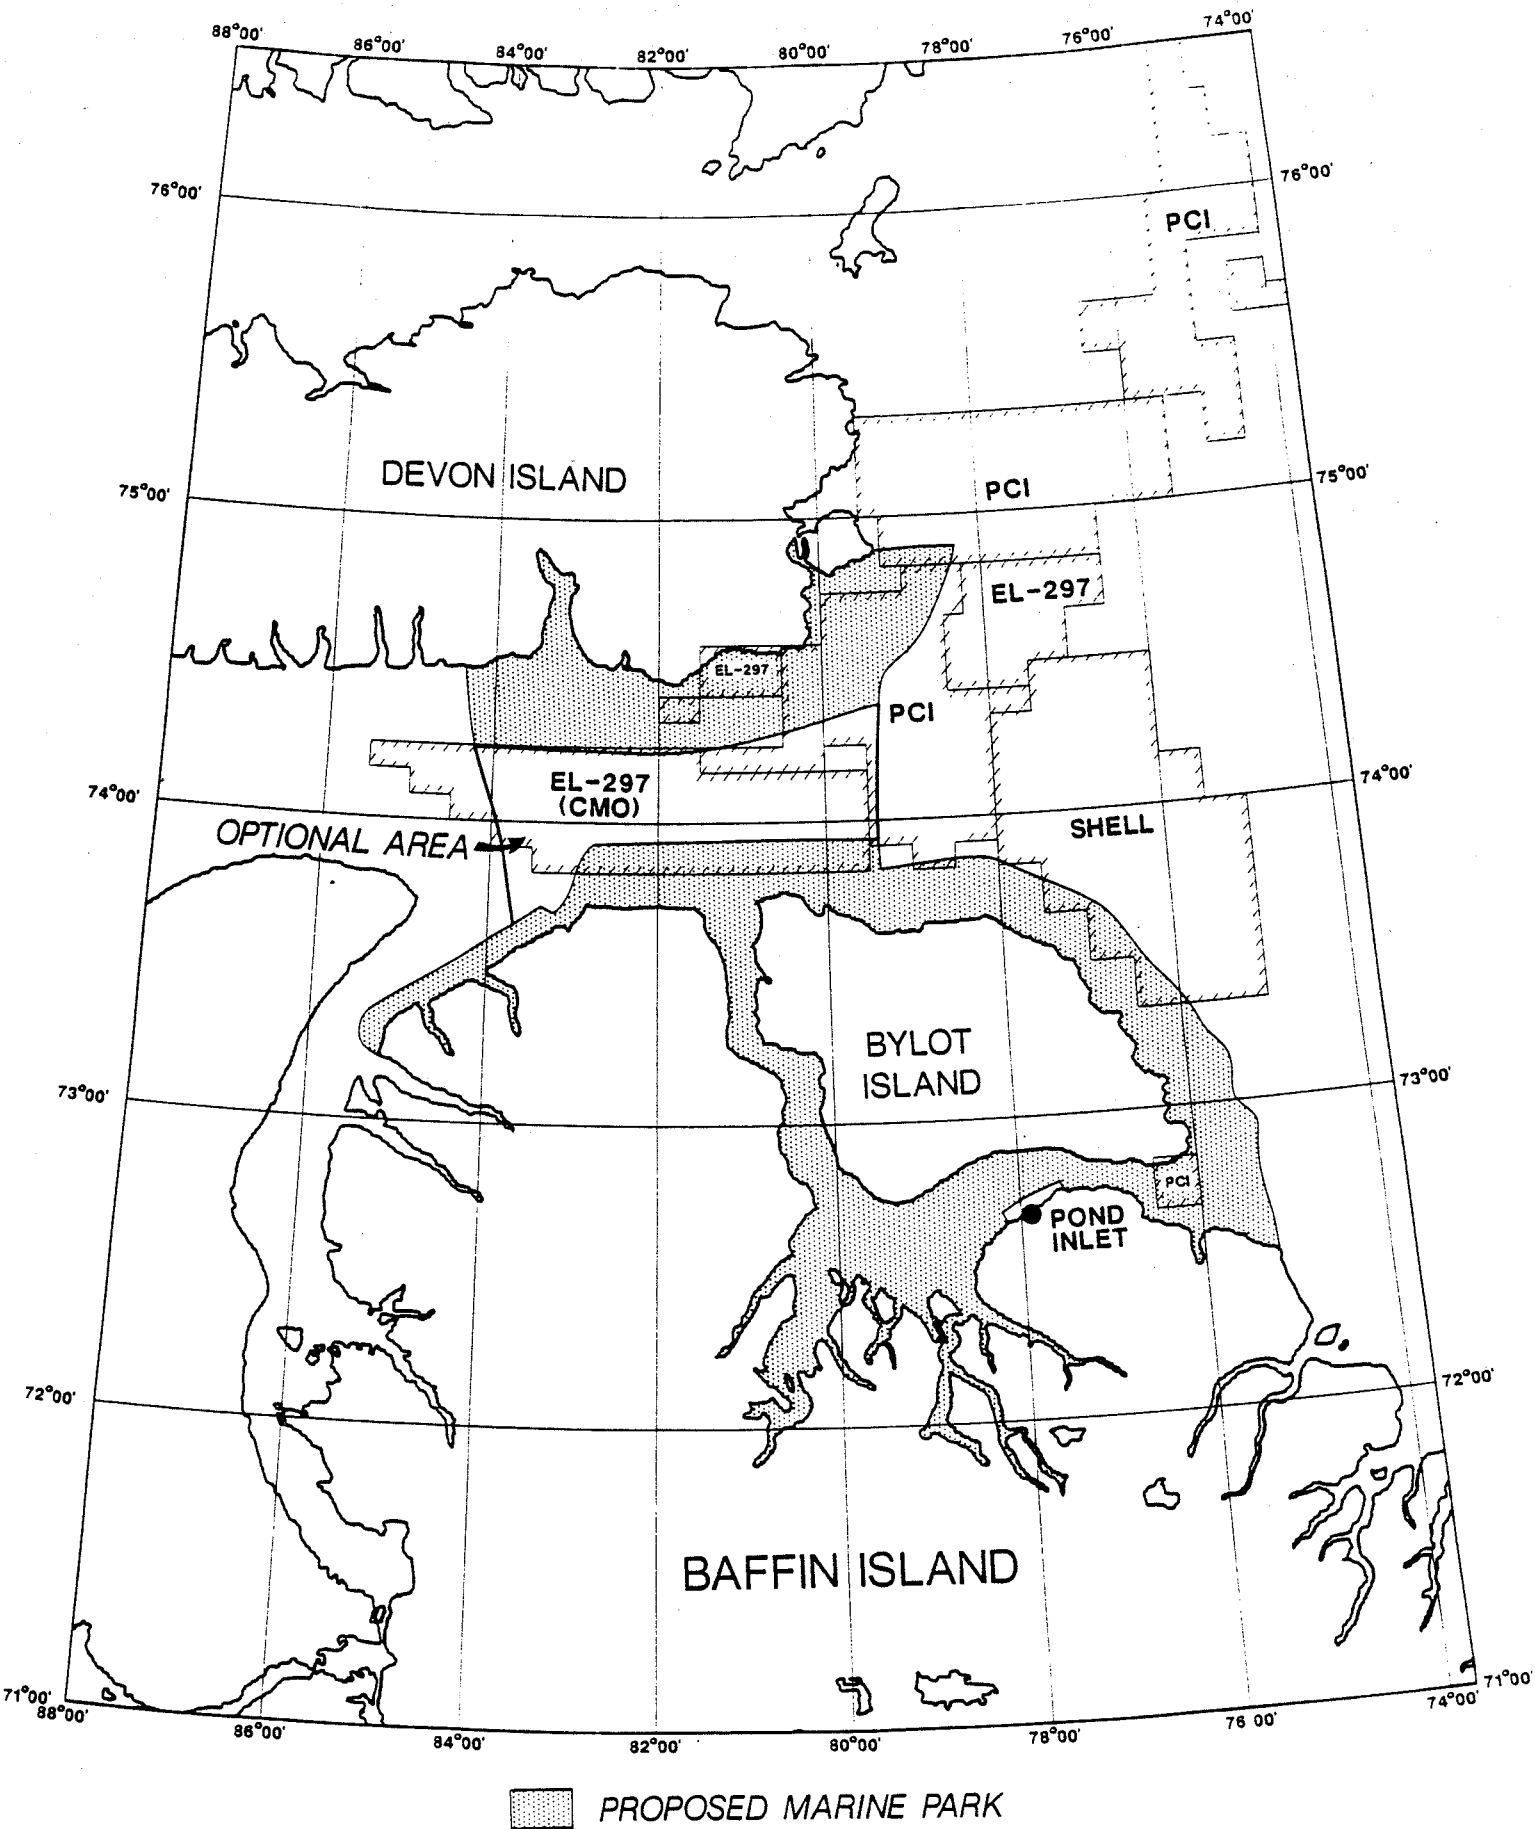 88°00'
86°00'
84°00'
82°00'
80°00'
78°00'
76°00'
74°00'
76°00'
76°00'
PCI
DEVON ISLAND
75°00'
75°00'
PCI
EL-297
EL-297
PCI
74°00'
74°00'
EL-297
(CMO)
OPTIONAL AREA
SHELL
BYLOT
ISLAND
73°00'
73°00'
PCI
POND
INLET
72°00'
72°00'
BAFFIN ISLAND
71°00'
71°00'
88°00'
86°00'
84°00'
82°00'
80°00'
78°00'
76 00'
74°00'
PROPOSED MARINE PARK